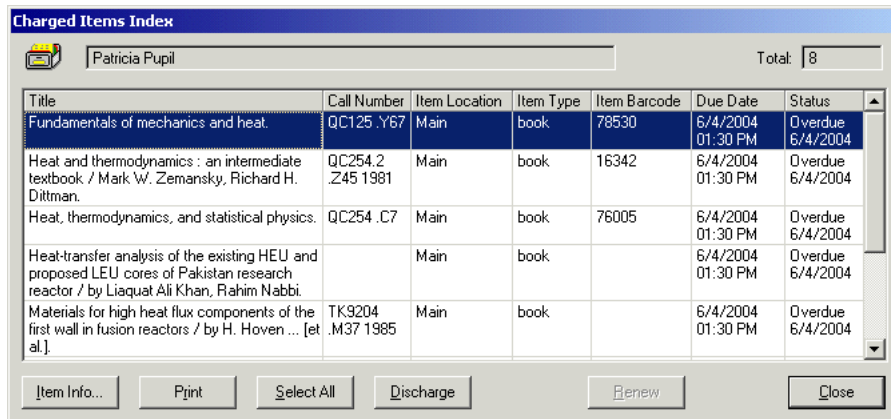 Charged Items Index
Patricia Pupil Total: 8
Title Call Number Item Location Item Type Item Barcode Due Date Status
Fundamentals of mechanics and heat. QC125 .Y67 Main book 78530 6/4/2004 Overdue
01:30 PM 6/4/2004
Heat and thermodynamics : an intermediate QC254.2 Main book 16342 6/4/2004 Overdue
textbook / Mark W. Zemansky, Richard H. .Z45 1981 01:30 PM 6/4/2004
Dittman.
Heat, thermodynamics, and statistical physics. QC254 .C7 Main book 76005 6/4/2004 Overdue
01:30 PM 6/4/2004
Heat-transfer analysis of the existing HEU and Main book 6/4/2004 Overdue
proposed LEU cores of Pakistan research 01:30 PM 6/4/2004
reactor / by Liaquat Ali Khan, Rahim Nabbi.
Materials for high heat flux components of the TK9204 Main book 6/4/2004 Overdue
first wall in fusion reactors / by H. Hoven ... [et .M37 1985 01:30 PM 6/4/2004
al.].
Item Info... Print Select All Discharge Renew Close